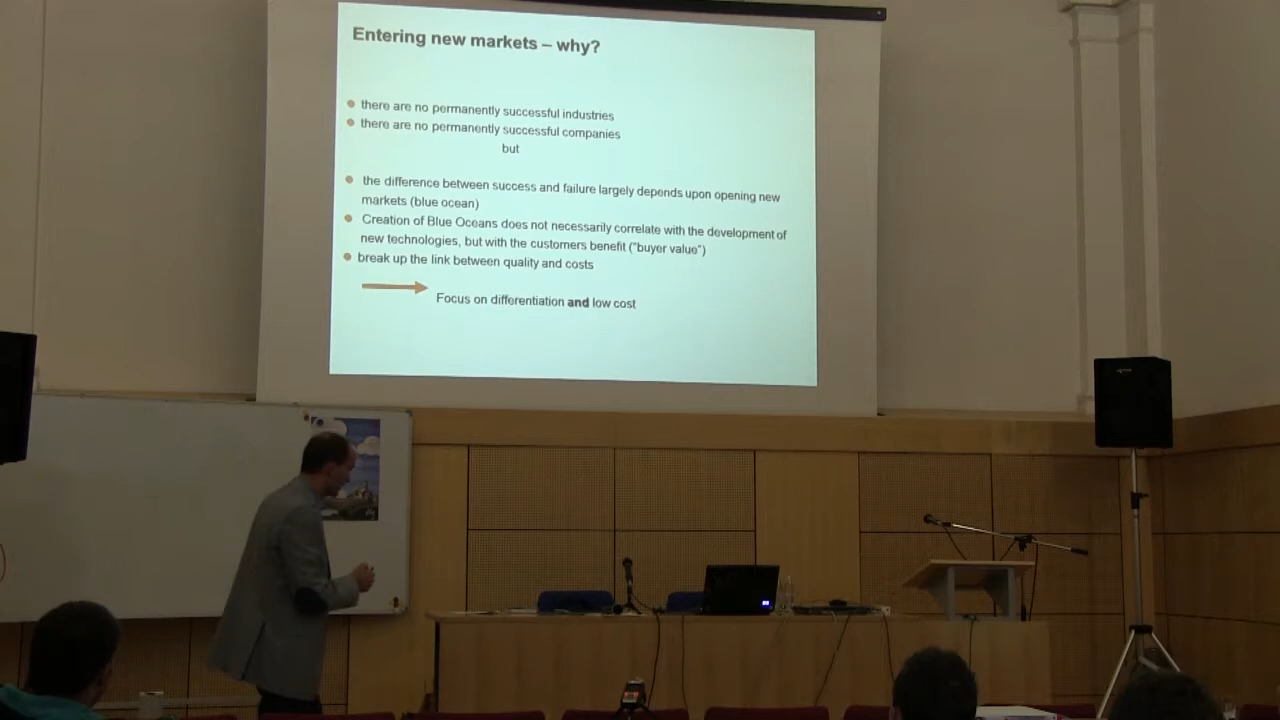 Entering new markets – why?
there are no permanently successful industries
there are no permanently successful companies
but
the difference between success and failure largely depends upon opening new
markets (blue ocean)
Creation of Blue Oceans does not necessarily correlate with the development of
new technologies, but with the customers benefit ("buyer value")
break up the link between quality and costs
Focus on differentiation and low cost